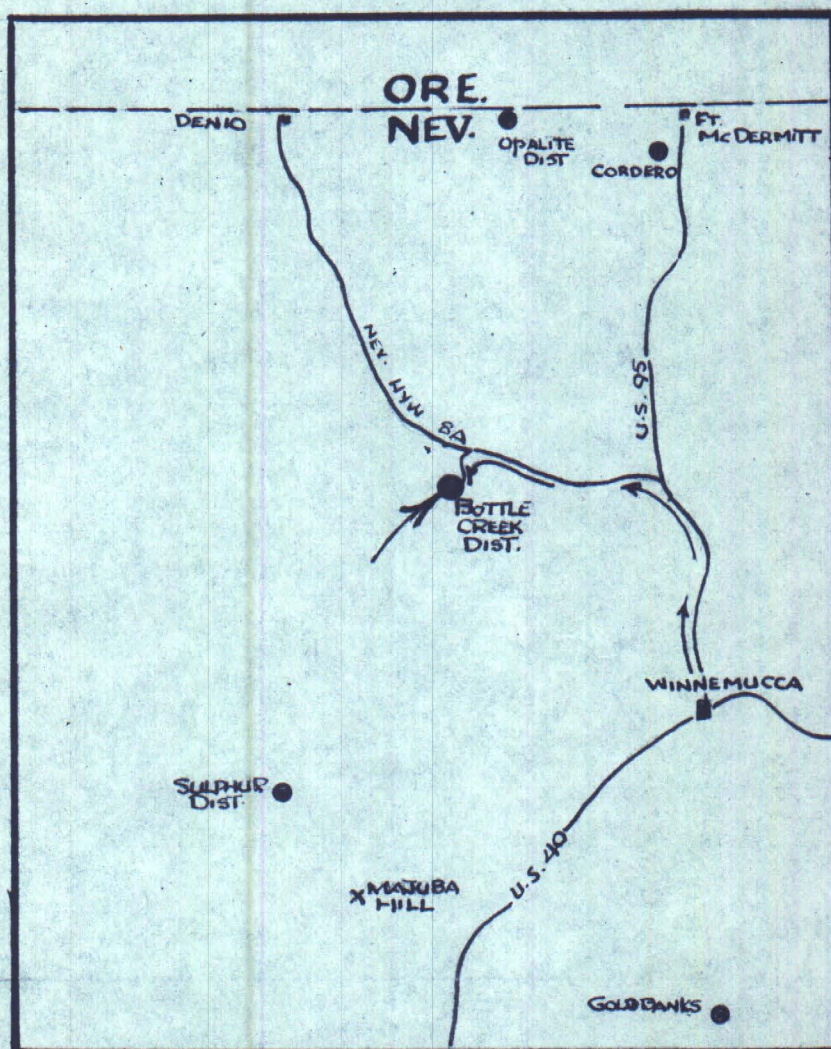 ORE.
NEV.
DENIO
OPALITE
DIST
FT.
McDERMITT
CORDERO
NEV. HYW 8A
U.S. 95
BOTTLE
CREEK
DIST.
WINNEMUCCA
SULPHUR
DIST.
U.S. 40
MAJUBA
HILL
GOLDBANKS